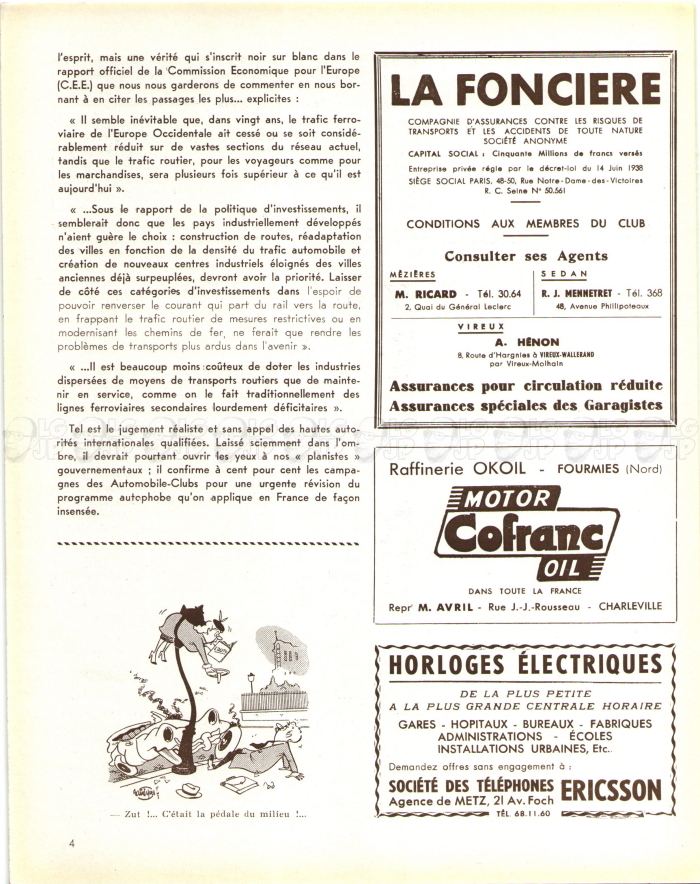 l'esprit, mais une vérité qui s'inscrit noir sur blanc dans le
rapport officiel de la Commission Economique pour l'Europe
(C.E.E.) que nous nous garderons de commenter en nous bor-
nant à en citer les passages les plus... explicites :
« Il semble inévitable que, dans vingt ans, le trafic ferro-
viaire de l'Europe Occidentale ait cessé ou se soit considé-
rablement réduit sur de vastes sections du réseau actuel,
tandis que le trafic routier, pour les voyageurs comme pour
les marchandises, sera plusieurs fois supérieur à ce qu'il est
aujourd'hui ».
« ...Sous le rapport de la politique d'investissements, il
semblerait donc que les pays industriellement développés
n'aient guère le choix : construction de routes, réadaptation
des villes en fonction de la densité du trafic automobile et
création de nouveaux centres industriels éloignés des villes
anciennes déjà surpeuplées, devront avoir la priorité. Laisser
de côté ces catégories d'investissements dans l'espoir de
pouvoir renverser le courant qui part du rail vers la route,
en frappant le trafic routier de mesures restrictives ou en
modernisant les chemins de fer, ne ferait que rendre les
problèmes de transports plus ardus dans l'avenir ».
« ...Il est beaucoup moins coûteux de doter les industries
dispersées de moyens de transports routiers que de mainte-
nir en service, comme on le fait traditionnellement des
lignes ferroviaires secondaires lourdement déficitaires ».
Tel est le jugement réaliste et sans appel des hautes auto-
rités internationales qualifiées. Laissé sciemment dans l'om-
bre, il devrait pourtant ouvrir les yeux à nos « planistes »
gouvernementaux ; il confirme à cent pour cent les campa-
gnes des Automobile-Clubs pour une urgente révision du
programme autophobe qu'on applique en France de façon
insensée.
— Zut !... C'était la pédale du milieu !...
4
LA FONCIERE
COMPAGNIE D'ASSURANCES CONTRE LES RISQUES DE
TRANSPORTS ET LES ACCIDENTS DE TOUTE NATURE
SOCIÉTÉ ANONYME
CAPITAL SOCIAL : Cinquante Millions de francs versés
Entreprise privée régie par le décret-loi du 14 Juin 1938
SIÈGE SOCIAL PARIS, 48-50, Rue Notre-Dame-des-Victoires
R. C. Seine N° 50.561
CONDITIONS AUX MEMBRES DU CLUB
Consulter ses Agents
MÉZIÈRES
M. RICARD - Tél. 30.64
2, Quai du Général Leclerc
SEDAN
R. J. MENNETRET - Tél. 368
48, Avenue Phillipoteaux
VIREUX
A. HÉNON
8, Route d'Hargnies à VIREUX-WALLERAND
par Vireux-Molhain
Assurances pour circulation réduite
Assurances spéciales des Garagistes
Raffinerie OKOIL - FOURMIES (Nord)
MOTOR
Cofranc
OIL
DANS TOUTE LA FRANCE
Repr' M. AVRIL - Rue J.-J.-Rousseau - CHARLEVILLE
HORLOGES ÉLECTRIQUES
DE LA PLUS PETITE
A LA PLUS GRANDE CENTRALE HORAIRE
GARES - HOPITAUX - BUREAUX - FABRIQUES
ADMINISTRATIONS - ÉCOLES
INSTALLATIONS URBAINES, Etc..
Demandez offres sans engagement à :
SOCIÉTÉ DES TÉLÉPHONES ERICSSON
Agence de METZ, 21 Av. Foch
TÉL. 68.11.60